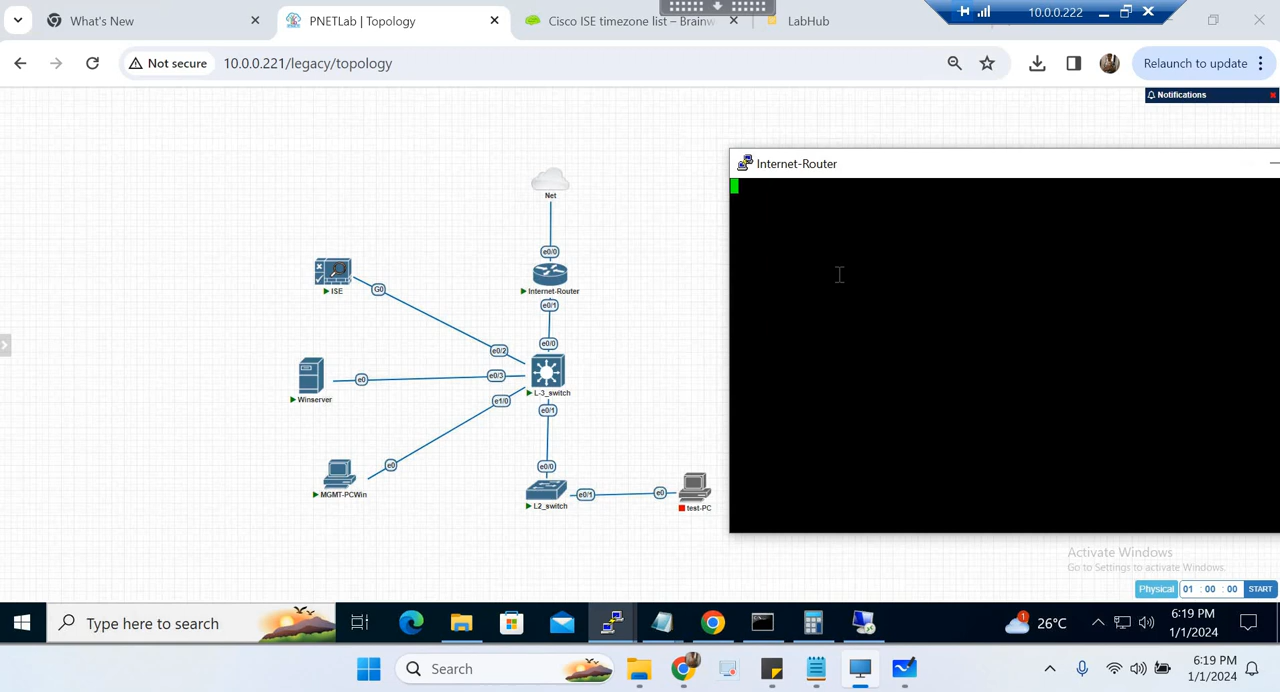 What's New
PNETLab | Topology
Cisco ISE timezone list – Brainw
LabHub
10.0.0.222
Not secure
10.0.0.221/legacy/topology
Relaunch to update
Notifications
Internet-Router
Net
e0/0
ISE
G0
Internet-Router
e0/1
e0/0
e0/2
Winserver
e0
e0/3
L-3_switch
e1/0
e0/1
MGMT-PCWin
e0
e0/0
L2_switch
e0/1
e0
test-PC
Activate Windows
Go to Settings to activate Windows.
Physical
01 : 00 : 00
START
Type here to search
1
26°C
6:19 PM
1/1/2024
Search
6:19 PM
1/1/2024